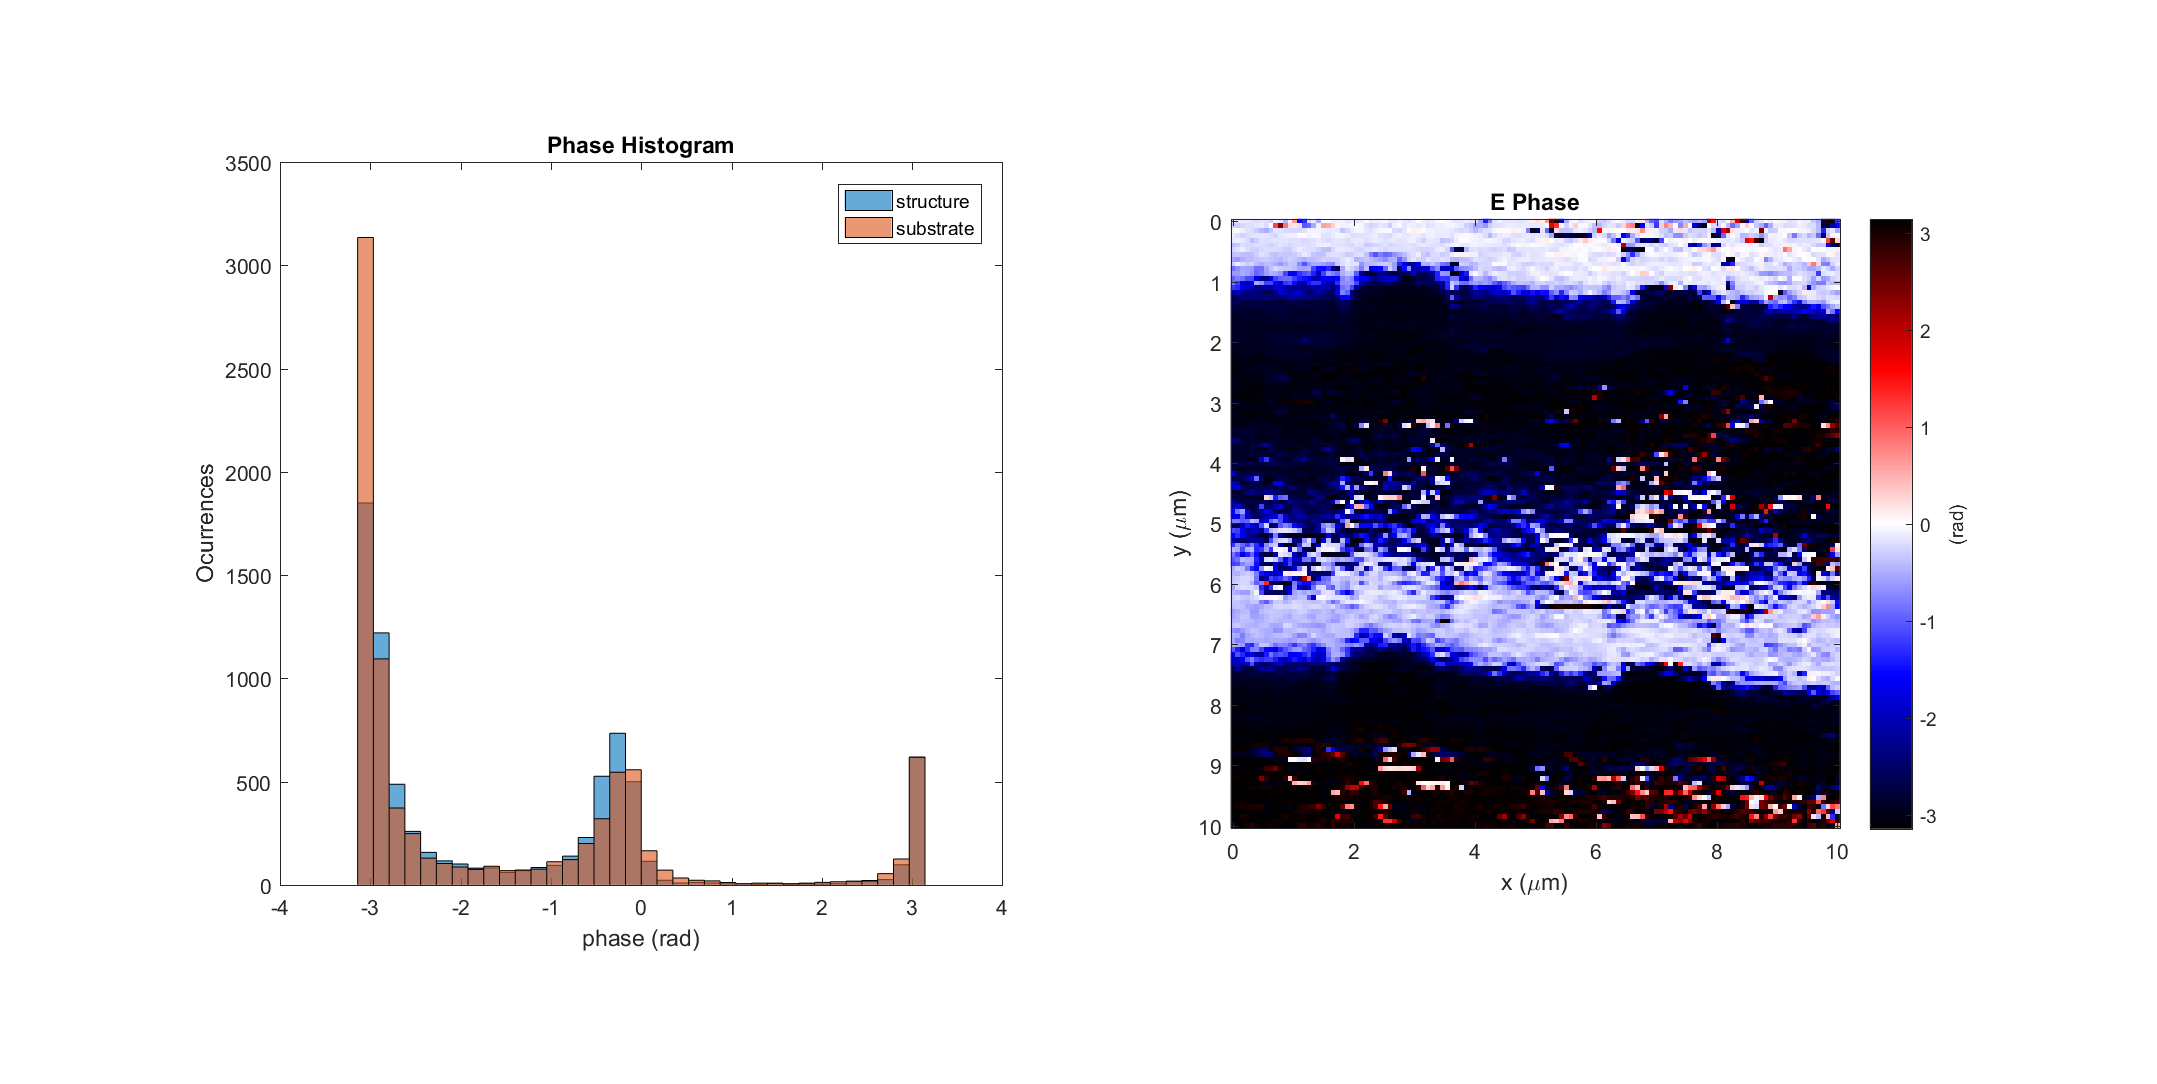 Phase Histogram
3500
3000
2500
2000
1500
1000
500
0
Ocurrences
-4 -3 -2 -1 0 1 2 3 4
phase (rad)
structure
substrate
E Phase
0
1
2
3
4
5
6
7
8
9
10
y (μm)
0 2 4 6 8 10
x (μm)
3
2
1
0
-1
-2
-3
(rad)